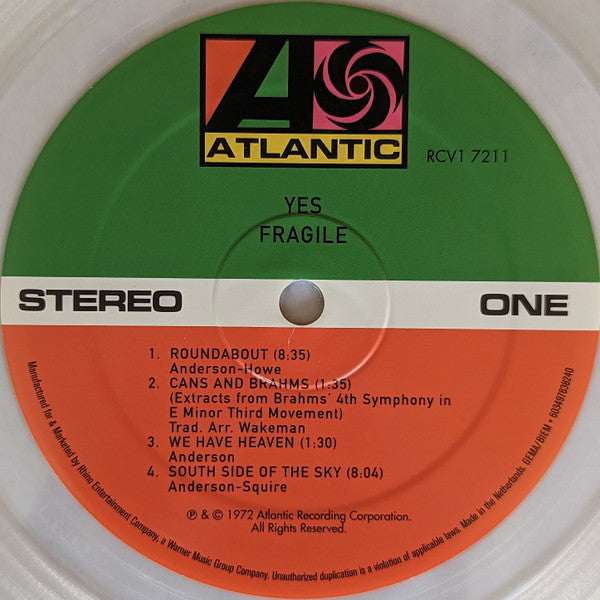 ATLANTIC
RCV1 7211
YES
FRAGILE
STEREO
ONE
1. ROUNDABOUT (8:35)
Anderson-Howe
2. CANS AND BRAHMS (1:35)
(Extracts from Brahms' 4th Symphony in
E Minor Third Movement)
Trad. Arr. Wakeman
3. WE HAVE HEAVEN (1:30)
Anderson
4. SOUTH SIDE OF THE SKY (8:04)
Anderson-Squire
℗ & © 1972 Atlantic Recording Corporation.
All Rights Reserved.
Manufactured for & Marketed by Rhino Entertainment Company, a Warner Music Group Company. Unauthorized duplication is a violation of applicable laws. Made in the Netherlands. GEMA/BIEM • 603497838240